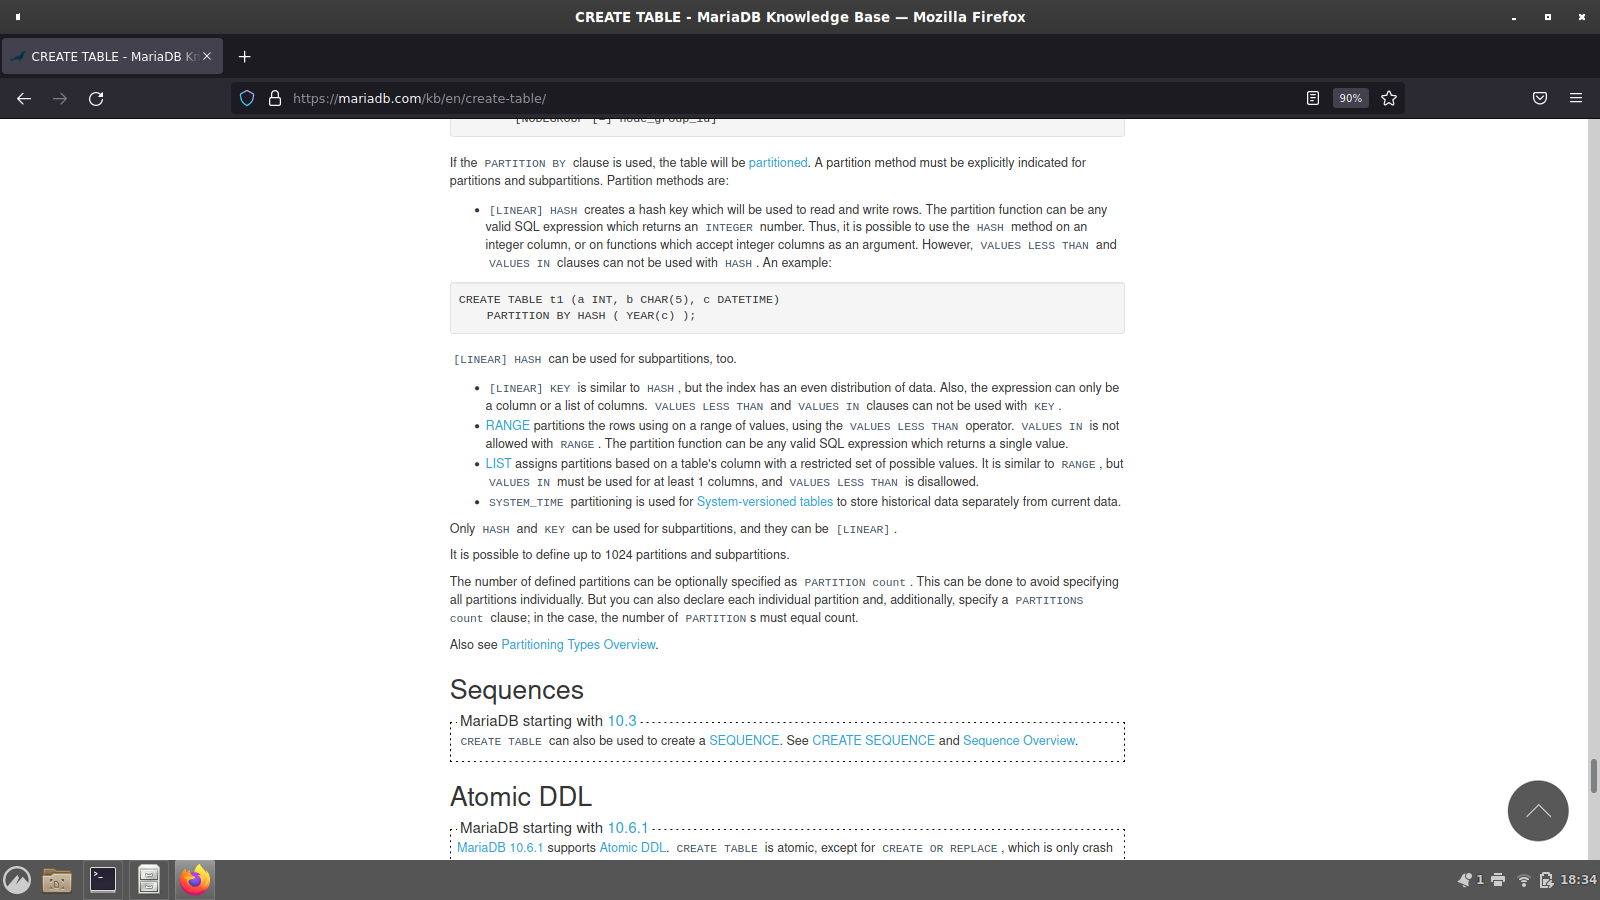 CREATE TABLE - MariaDB Knowledge Base — Mozilla Firefox
CREATE TABLE - MariaDB Kn
https://mariadb.com/kb/en/create-table/
90%
[NODEGROUP [=] node_group_id]
If the PARTITION BY clause is used, the table will be partitioned. A partition method must be explicitly indicated for
partitions and subpartitions. Partition methods are:
• [LINEAR] HASH creates a hash key which will be used to read and write rows. The partition function can be any
valid SQL expression which returns an INTEGER number. Thus, it is possible to use the HASH method on an
integer column, or on functions which accept integer columns as an argument. However, VALUES LESS THAN and
VALUES IN clauses can not be used with HASH . An example:
CREATE TABLE t1 (a INT, b CHAR(5), c DATETIME)
PARTITION BY HASH ( YEAR(c) );
[LINEAR] HASH can be used for subpartitions, too.
• [LINEAR] KEY is similar to HASH , but the index has an even distribution of data. Also, the expression can only be
a column or a list of columns. VALUES LESS THAN and VALUES IN clauses can not be used with KEY .
• RANGE partitions the rows using on a range of values, using the VALUES LESS THAN operator. VALUES IN is not
allowed with RANGE . The partition function can be any valid SQL expression which returns a single value.
• LIST assigns partitions based on a table's column with a restricted set of possible values. It is similar to RANGE , but
VALUES IN must be used for at least 1 columns, and VALUES LESS THAN is disallowed.
• SYSTEM_TIME partitioning is used for System-versioned tables to store historical data separately from current data.
Only HASH and KEY can be used for subpartitions, and they can be [LINEAR] .
It is possible to define up to 1024 partitions and subpartitions.
The number of defined partitions can be optionally specified as PARTITION count . This can be done to avoid specifying
all partitions individually. But you can also declare each individual partition and, additionally, specify a PARTITIONS
count clause; in the case, the number of PARTITION s must equal count.
Also see Partitioning Types Overview.
Sequences
MariaDB starting with 10.3
CREATE TABLE can also be used to create a SEQUENCE. See CREATE SEQUENCE and Sequence Overview.
Atomic DDL
MariaDB starting with 10.6.1
MariaDB 10.6.1 supports Atomic DDL. CREATE TABLE is atomic, except for CREATE OR REPLACE , which is only crash
1
18:34